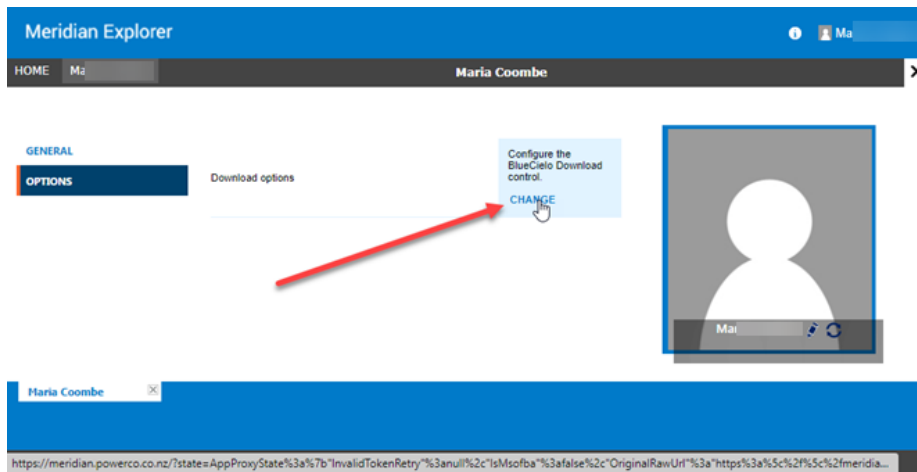 Meridian Explorer
Ma
HOME Ma
Maria Coombe
GENERAL
OPTIONS
Download options
Configure the
BlueCielo Download
control.
CHANGE
Mai
Maria Coombe
https://meridian.powerco.co.nz/?state=AppProxyState%3a%7b"InvalidTokenRetry"%3anull%2c"IsMsofba"%3afalse%2c"OriginalRawUrl"%3a"https%3a%5c%2f%5c%2fmeridia...